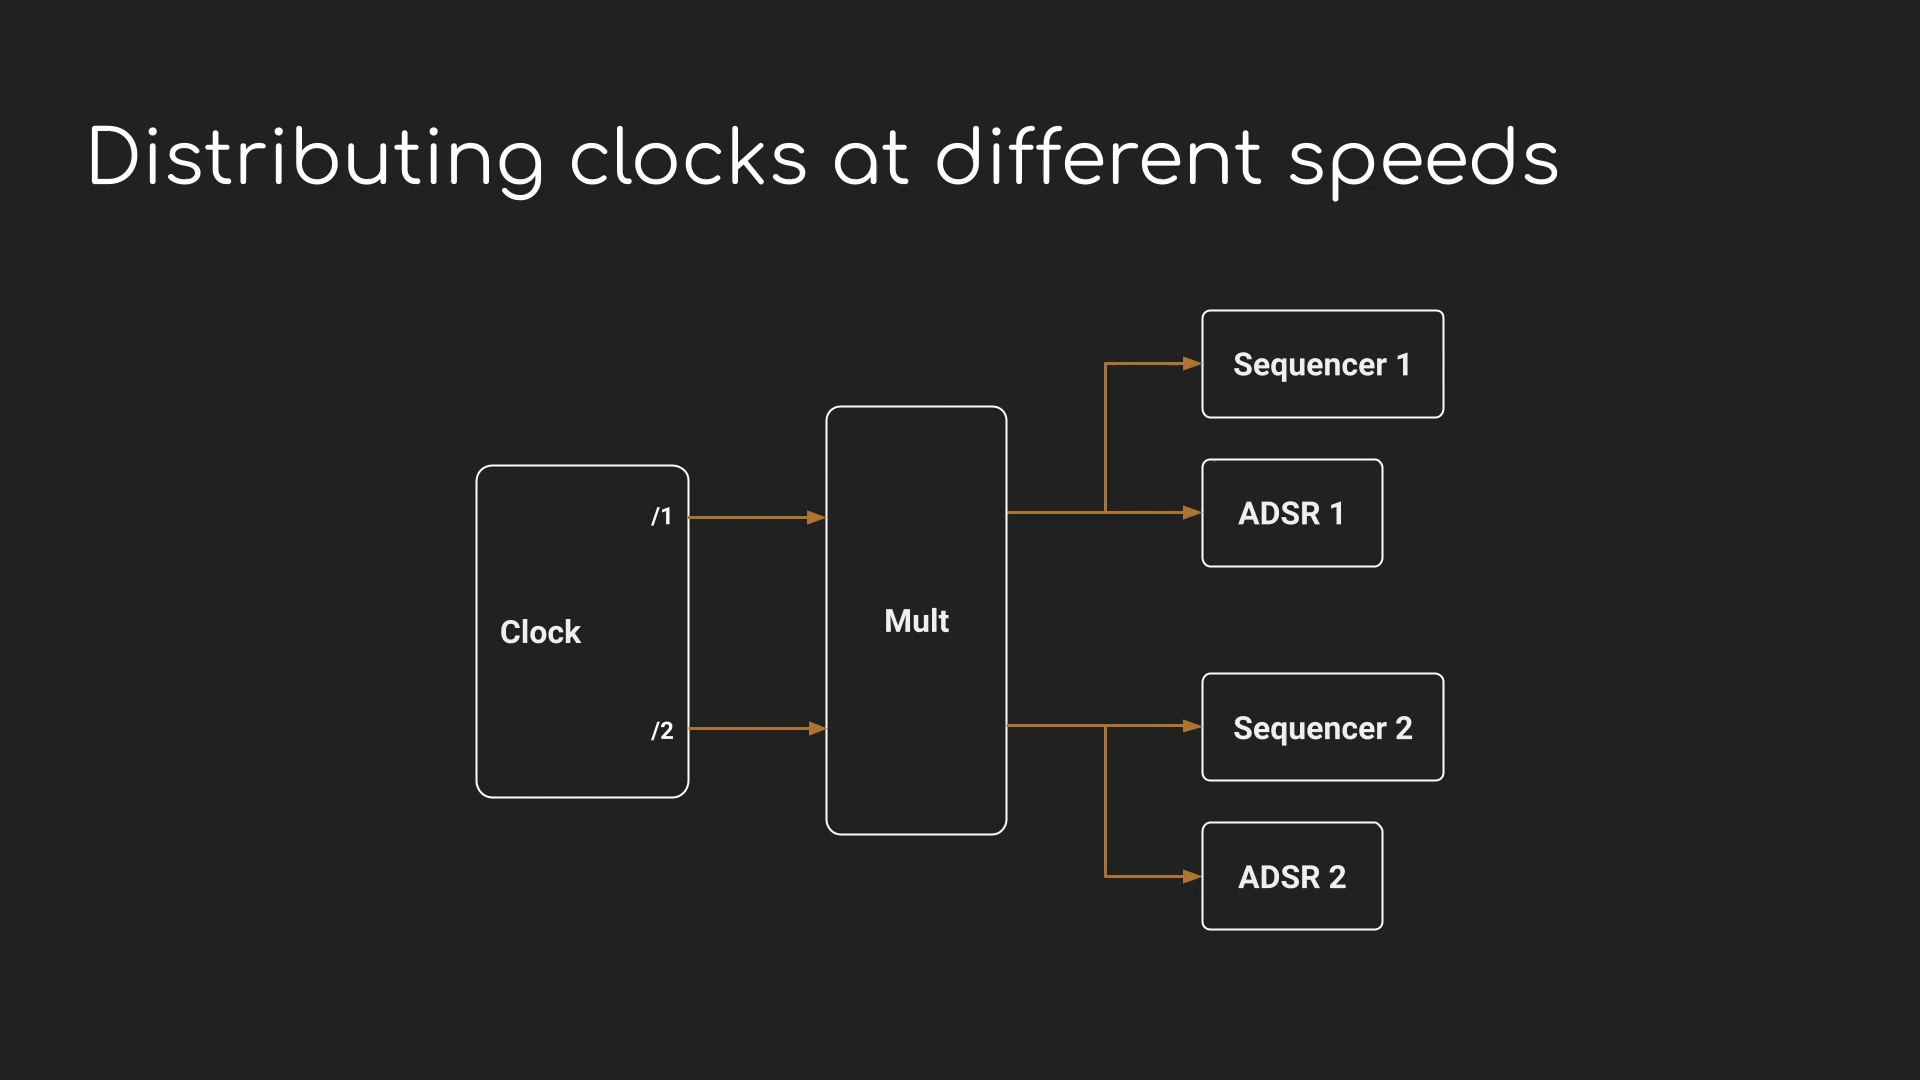 Distributing clocks at different speeds
Sequencer 1
ADSR 1
/1
Mult
Clock
/2
Sequencer 2
ADSR 2